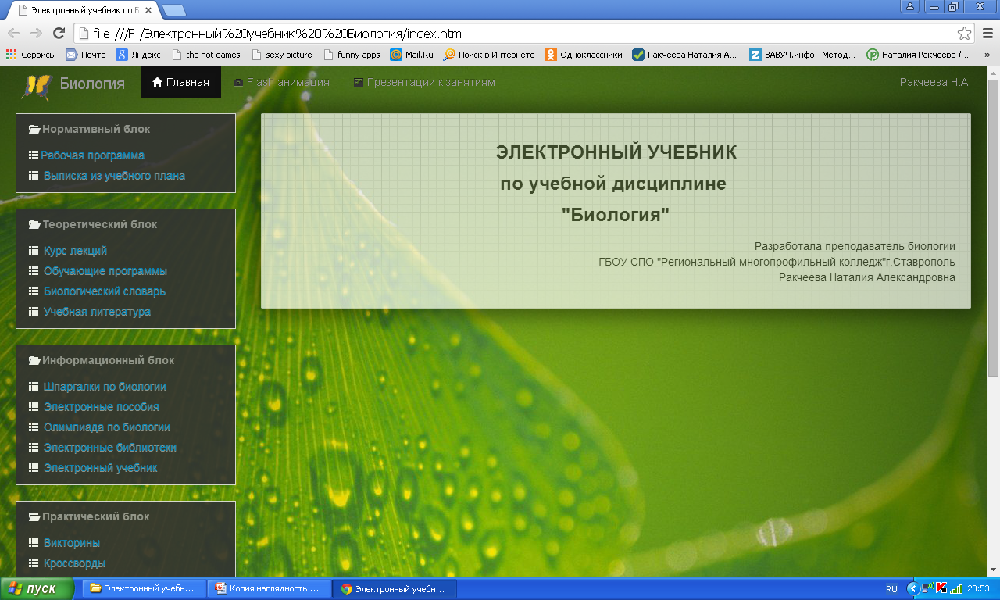 Электронный учебник по Б
file:///F:/Электронный%20учебник%20%20Биология/index.htm
Сервисы Почта Яндекс the hot games sexy picture funny apps Mail.Ru Поиск в Интернете Одноклассники Ракчеева Наталия А... ЗАВУЧ.инфо - Метод... Наталия Ракчеева / ... »
Биология Главная Flash анимация Презентации к занятиям Ракчеева Н.А.
Нормативный блок
Рабочая программа
Выписка из учебного плана
Теоретический блок
Курс лекций
Обучающие программы
Биологический словарь
Учебная литература
Информационный блок
Шпаргалки по биологии
Электронные пособия
Олимпиада по биологии
Электронные библиотеки
Электронный учебник
Практический блок
Викторины
Кроссворды
ЭЛЕКТРОННЫЙ УЧЕБНИК
по учебной дисциплине
"Биология"
Разработала преподаватель биологии
ГБОУ СПО "Региональный многопрофильный колледж"г.Ставрополь
Ракчеева Наталия Александровна
пуск Электронный учебн... Копия наглядность ... Электронный учебн... RU 23:53